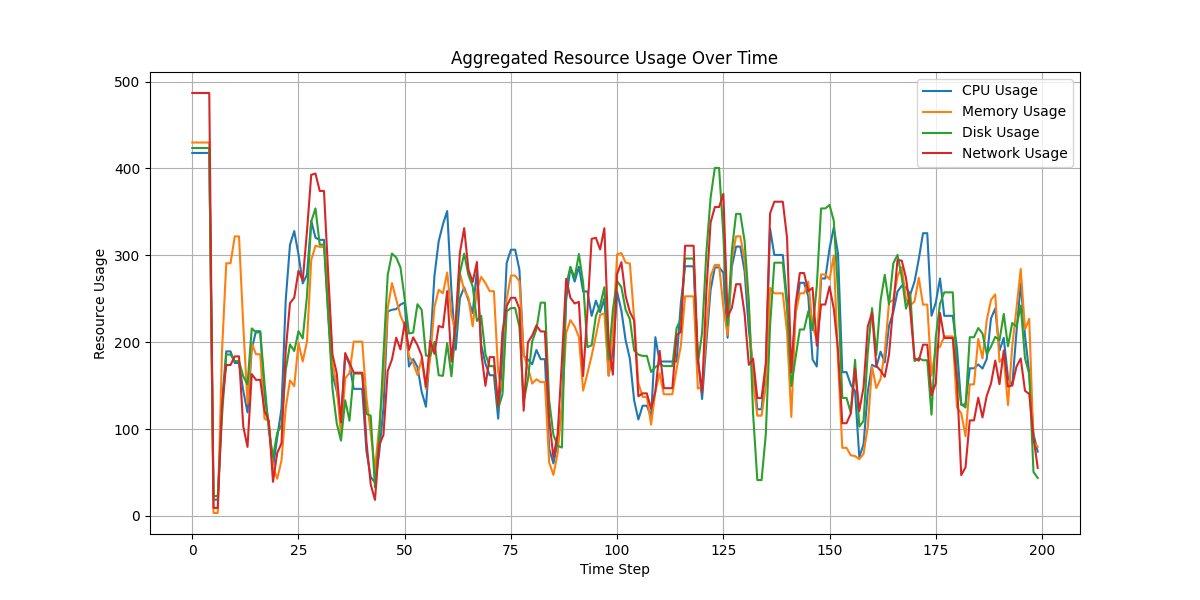 Aggregated Resource Usage Over Time
500
400
300
200
100
0
Resource Usage
CPU Usage
Memory Usage
Disk Usage
Network Usage
0 25 50 75 100 125 150 175 200
Time Step